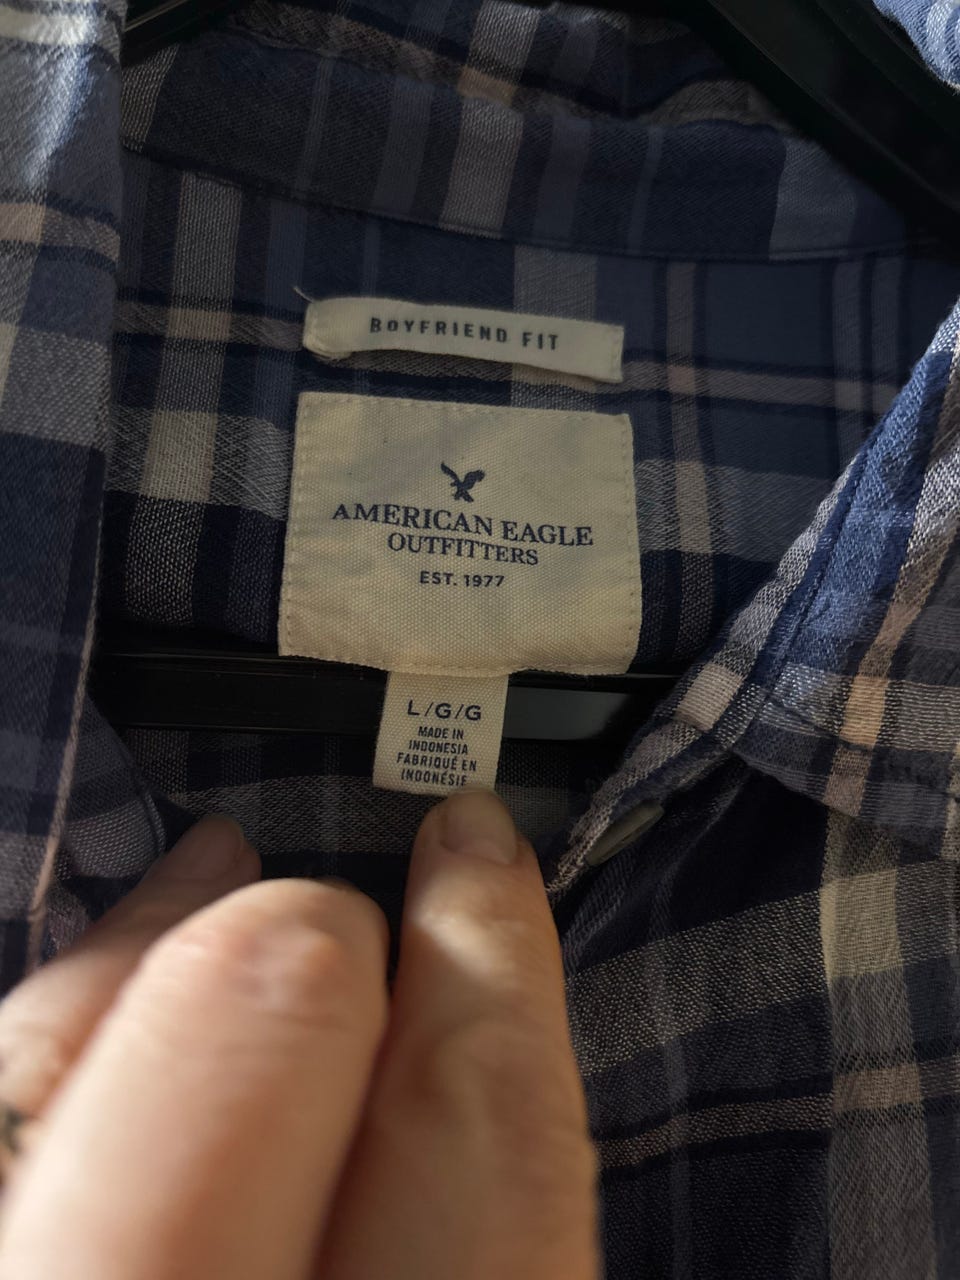 BOYFRIEND FIT
AMERICAN EAGLE
OUTFITTERS
EST. 1977
L/G/G
MADE IN
INDONESIA
FABRIQUÉ EN
INDONÉSIE